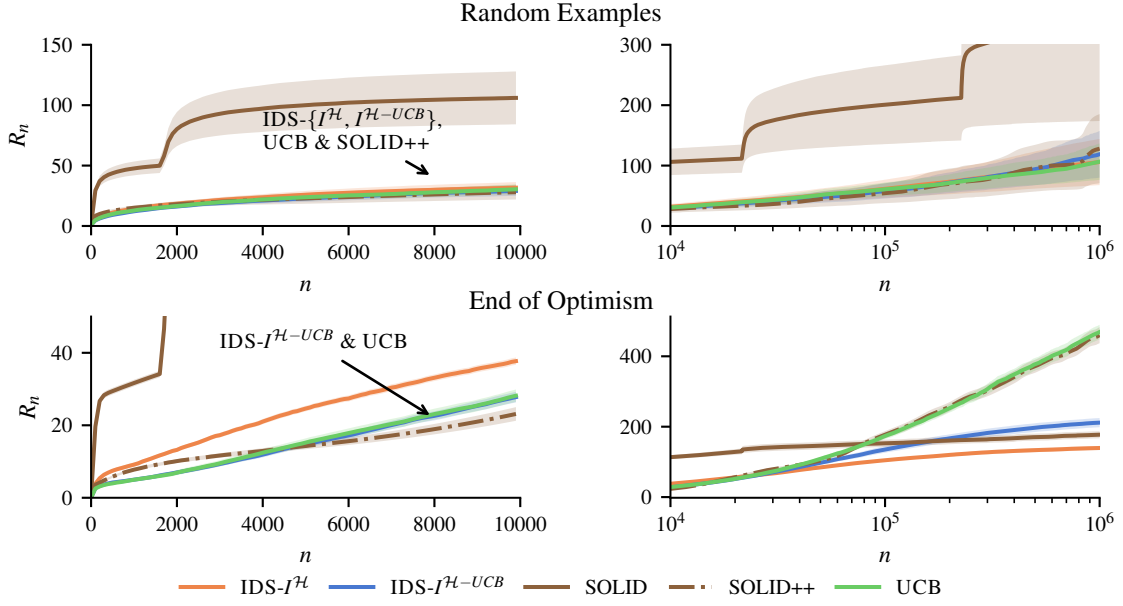 Random Examples
150
100
50
0
R_n
IDS-{I^ℋ, I^ℋ−UCB},
UCB & SOLID++
0 2000 4000 6000 8000 10000
n
300
200
100
0
10^4 10^5 10^6
n
End of Optimism
40
20
0
R_n
IDS-I^ℋ−UCB & UCB
0 2000 4000 6000 8000 10000
n
400
200
0
10^4 10^5 10^6
n
IDS-I^ℋ IDS-I^ℋ−UCB SOLID SOLID++ UCB